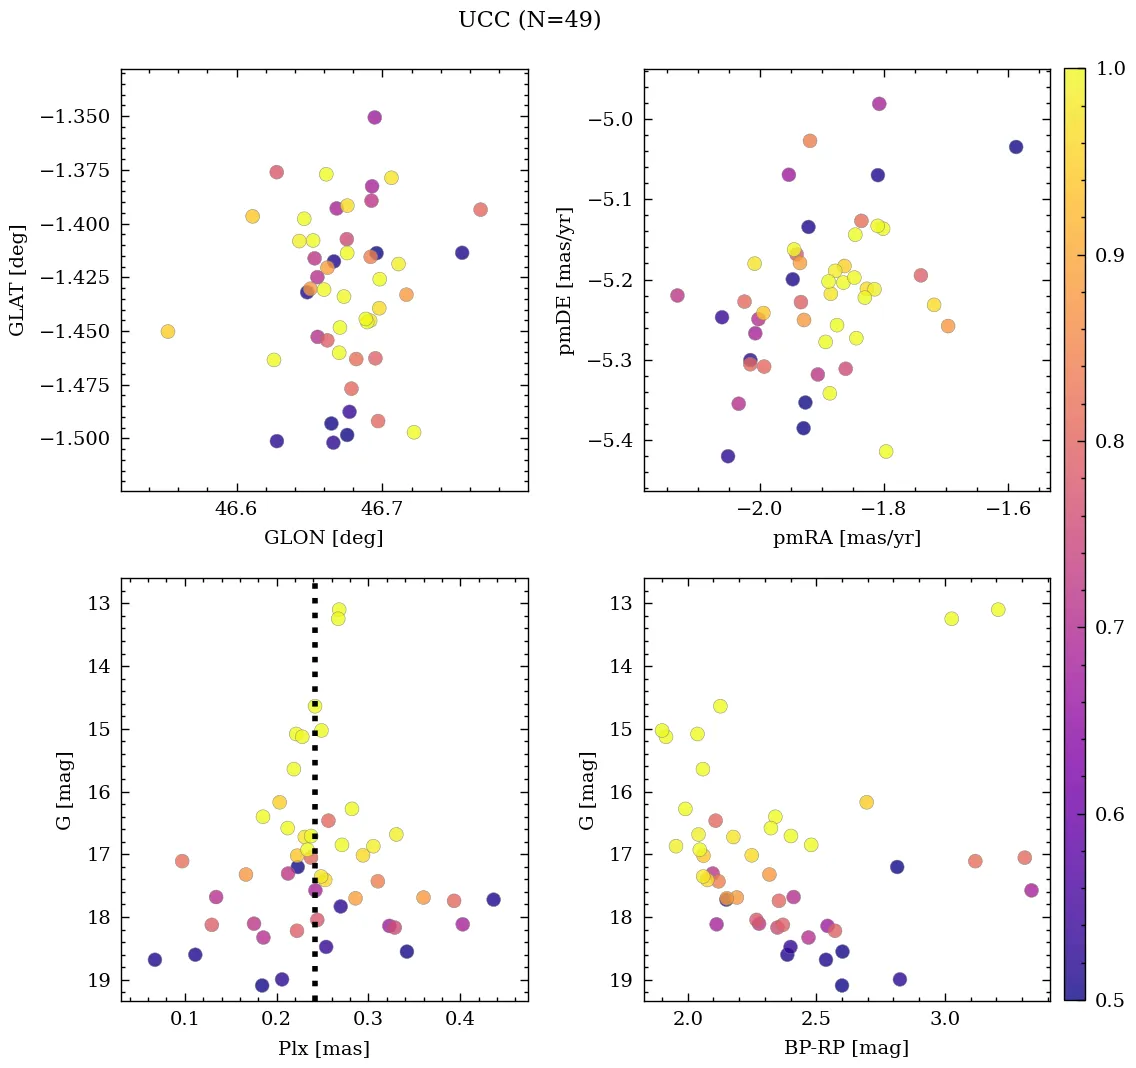 UCC (N=49)
−1.350
−1.375
−1.400
−1.425
−1.450
−1.475
−1.500
GLAT [deg]
46.6 46.7
GLON [deg]
−5.0
−5.1
−5.2
−5.3
−5.4
pmDE [mas/yr]
−2.0 −1.8 −1.6
pmRA [mas/yr]
13
14
15
16
17
18
19
G [mag]
0.1 0.2 0.3 0.4
Plx [mas]
13
14
15
16
17
18
19
G [mag]
2.0 2.5 3.0
BP-RP [mag]
1.0
0.9
0.8
0.7
0.6
0.5